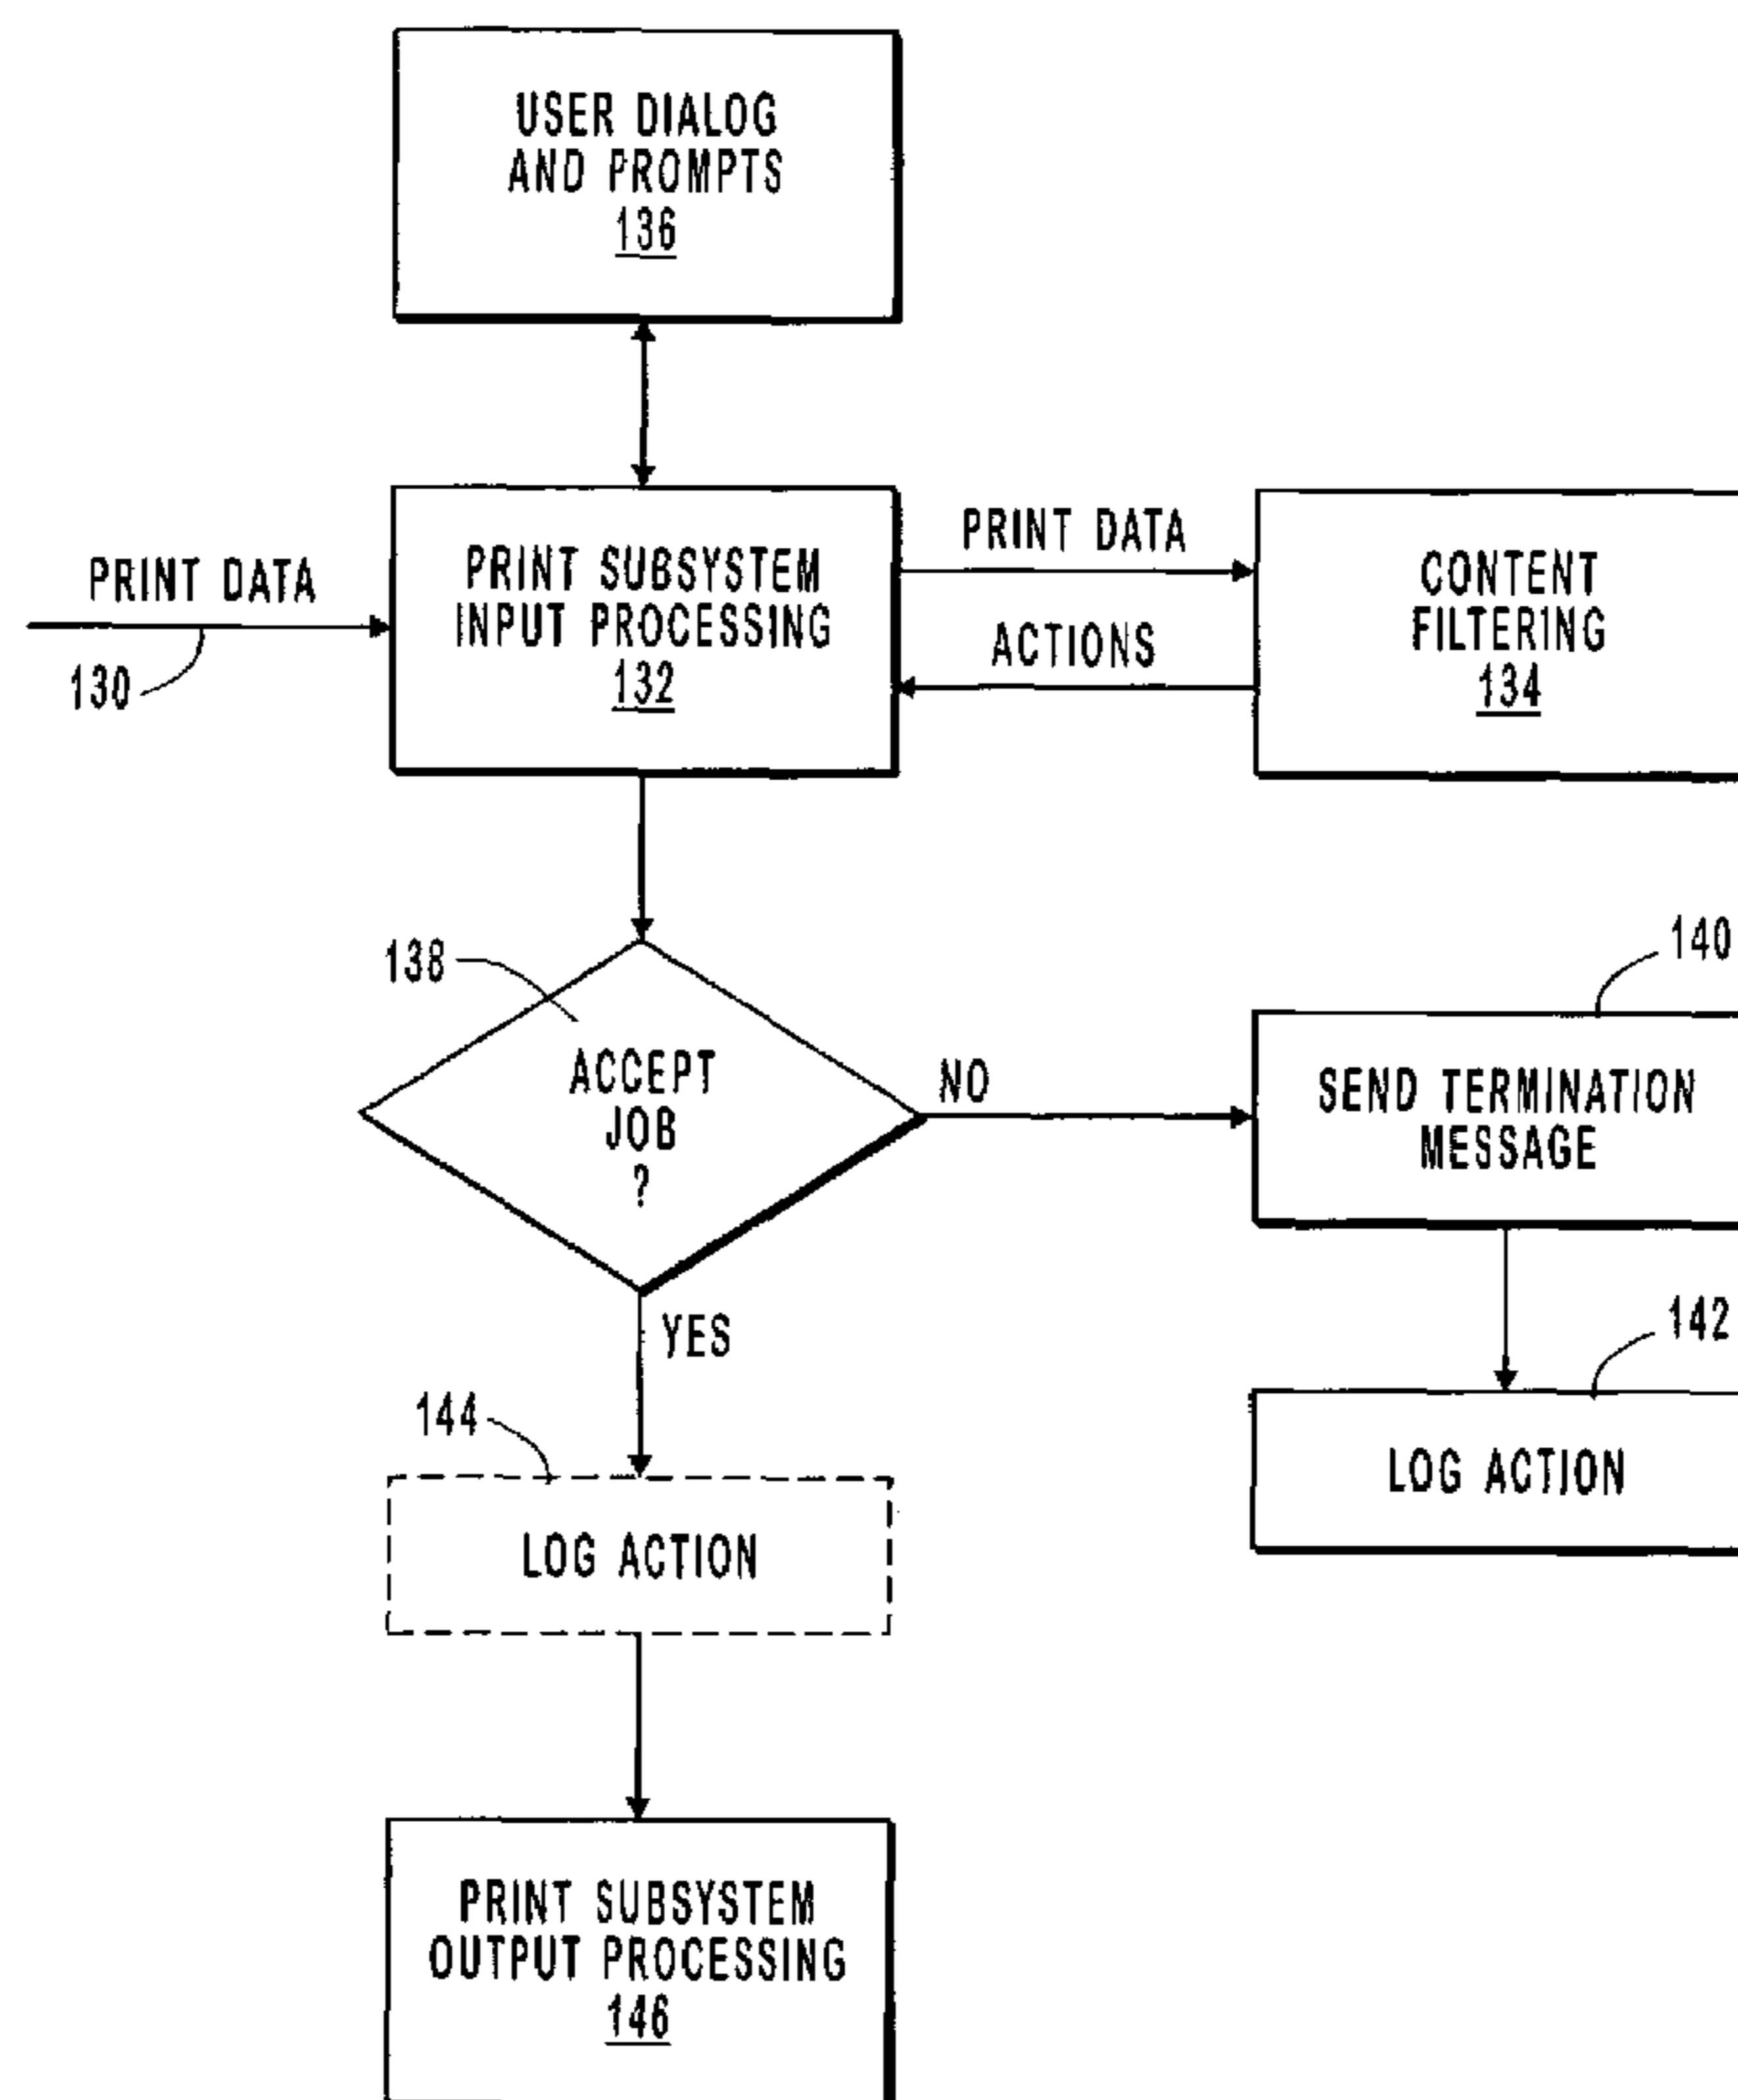 USER DIALOG
AND PROMPTS
136
PRINT DATA
130
PRINT SUBSYSTEM
INPUT PROCESSING
132
PRINT DATA
ACTIONS
CONTENT
FILTERING
134
138
ACCEPT
JOB
?
NO
140
SEND TERMINATION
MESSAGE
142
LOG ACTION
YES
144
LOG ACTION
PRINT SUBSYSTEM
OUTPUT PROCESSING
146